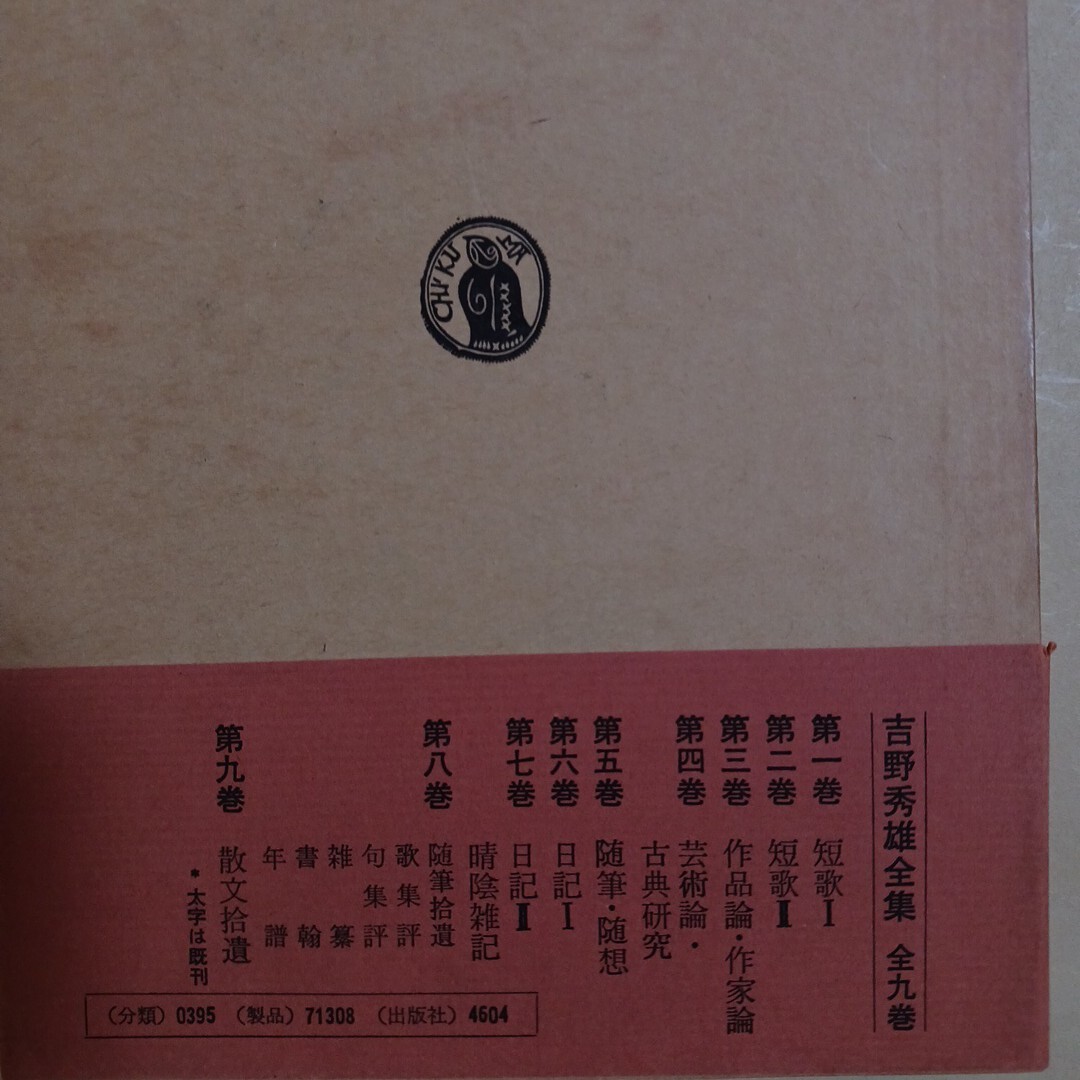 CHI'KU MA
吉野秀雄全集 全九巻
第一巻 短歌Ⅰ
第二巻 短歌Ⅱ
第三巻 作品論・作家論
第四巻 芸術論・
古典研究
第五巻 随筆・随想
第六巻 日記Ⅰ
第七巻 日記Ⅱ
晴陰雑記
第八巻 随筆拾遺
歌集評
句集評
雑纂
書翰
年譜
第九巻 散文拾遺
*太字は既刊
(分類) 0395 (製品) 71308 (出版社) 4604